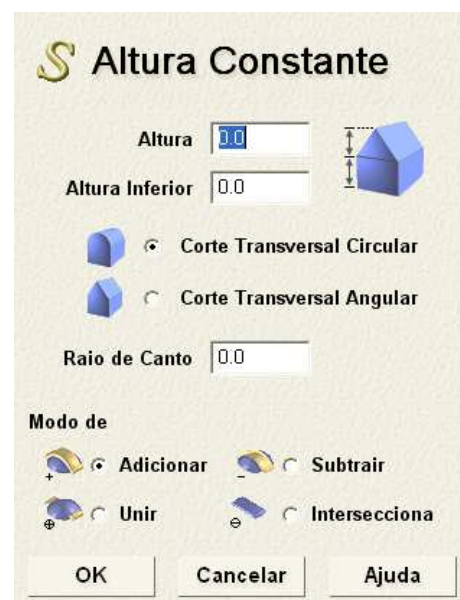 S Altura Constante
Altura 0.0
Altura Inferior 0.0
Corte Transversal Circular
Corte Transversal Angular
Raio de Canto 0.0
Modo de
Adicionar Subtrair
Unir Intersecciona
OK Cancelar Ajuda